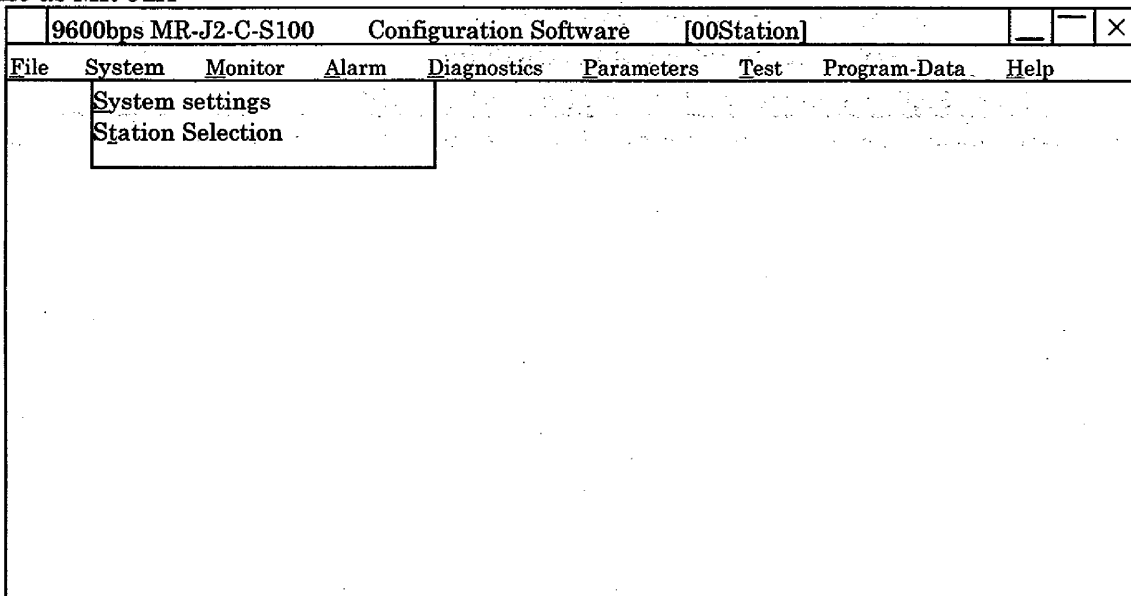 9600bps MR-J2-C-S100 Configuration Software [00Station]
File System Monitor Alarm Diagnostics Parameters Test Program-Data Help
System settings
Station Selection